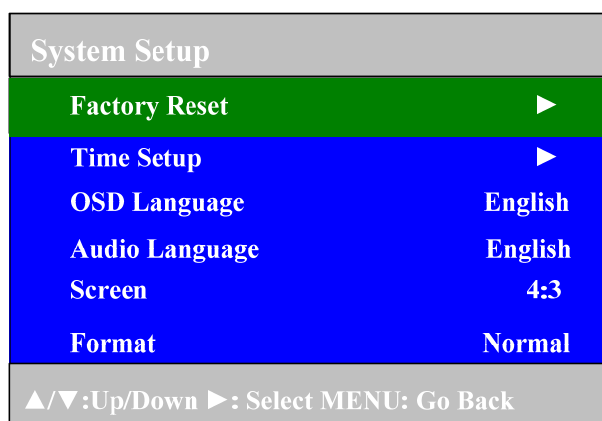 System Setup
Factory Reset ►
Time Setup ►
OSD Language English
Audio Language English
Screen 4:3
Format Normal
▲/▼:Up/Down ►: Select MENU: Go Back